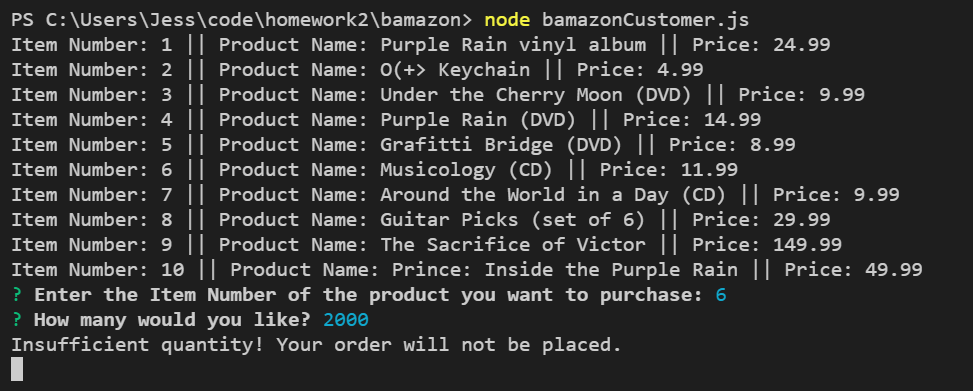 PS C:\Users\Jess\code\homework2\bamazon> node bamazonCustomer.js
Item Number: 1 || Product Name: Purple Rain vinyl album || Price: 24.99
Item Number: 2 || Product Name: O(+> Keychain || Price: 4.99
Item Number: 3 || Product Name: Under the Cherry Moon (DVD) || Price: 9.99
Item Number: 4 || Product Name: Purple Rain (DVD) || Price: 14.99
Item Number: 5 || Product Name: Grafitti Bridge (DVD) || Price: 8.99
Item Number: 6 || Product Name: Musicology (CD) || Price: 11.99
Item Number: 7 || Product Name: Around the World in a Day (CD) || Price: 9.99
Item Number: 8 || Product Name: Guitar Picks (set of 6) || Price: 29.99
Item Number: 9 || Product Name: The Sacrifice of Victor || Price: 149.99
Item Number: 10 || Product Name: Prince: Inside the Purple Rain || Price: 49.99
? Enter the Item Number of the product you want to purchase: 6
? How many would you like? 2000
Insufficient quantity! Your order will not be placed.